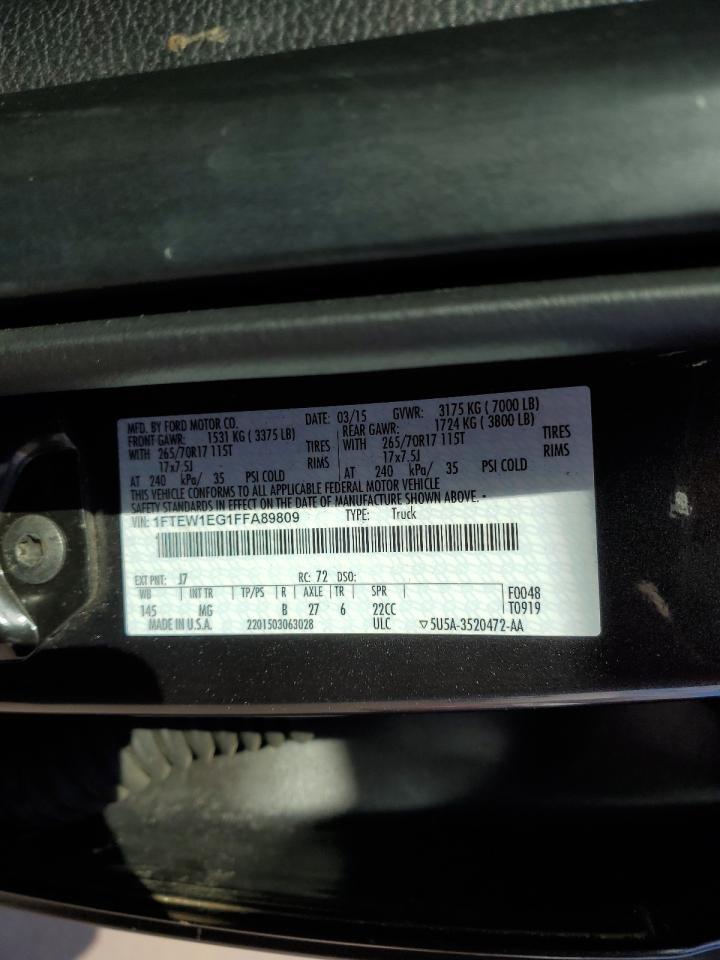 MFD. BY FORD MOTOR CO. DATE: 03/15 GVWR: 3175 KG ( 7000 LB)
FRONT GAWR: 1531 KG ( 3375 LB) REAR GAWR: 1724 KG ( 3800 LB)
WITH 265/70R17 115T TIRES WITH 265/70R17 115T TIRES
17x7.5J RIMS 17x7.5J RIMS
AT 240 kPa/ 35 PSI COLD AT 240 kPa/ 35 PSI COLD
THIS VEHICLE CONFORMS TO ALL APPLICABLE FEDERAL MOTOR VEHICLE
SAFETY STANDARDS IN EFFECT ON THE DATE OF MANUFACTURE SHOWN ABOVE.
VIN: 1FTEW1EG1FFA89809 TYPE: Truck
EXT PNT: J7 RC: 72 DSO:
WB INT TR TP/PS R AXLE TR SPR F0048
145 MG B 27 6 22CC T0919
MADE IN U.S.A. 2201503063028 ULC ▽5U5A-3520472-AA